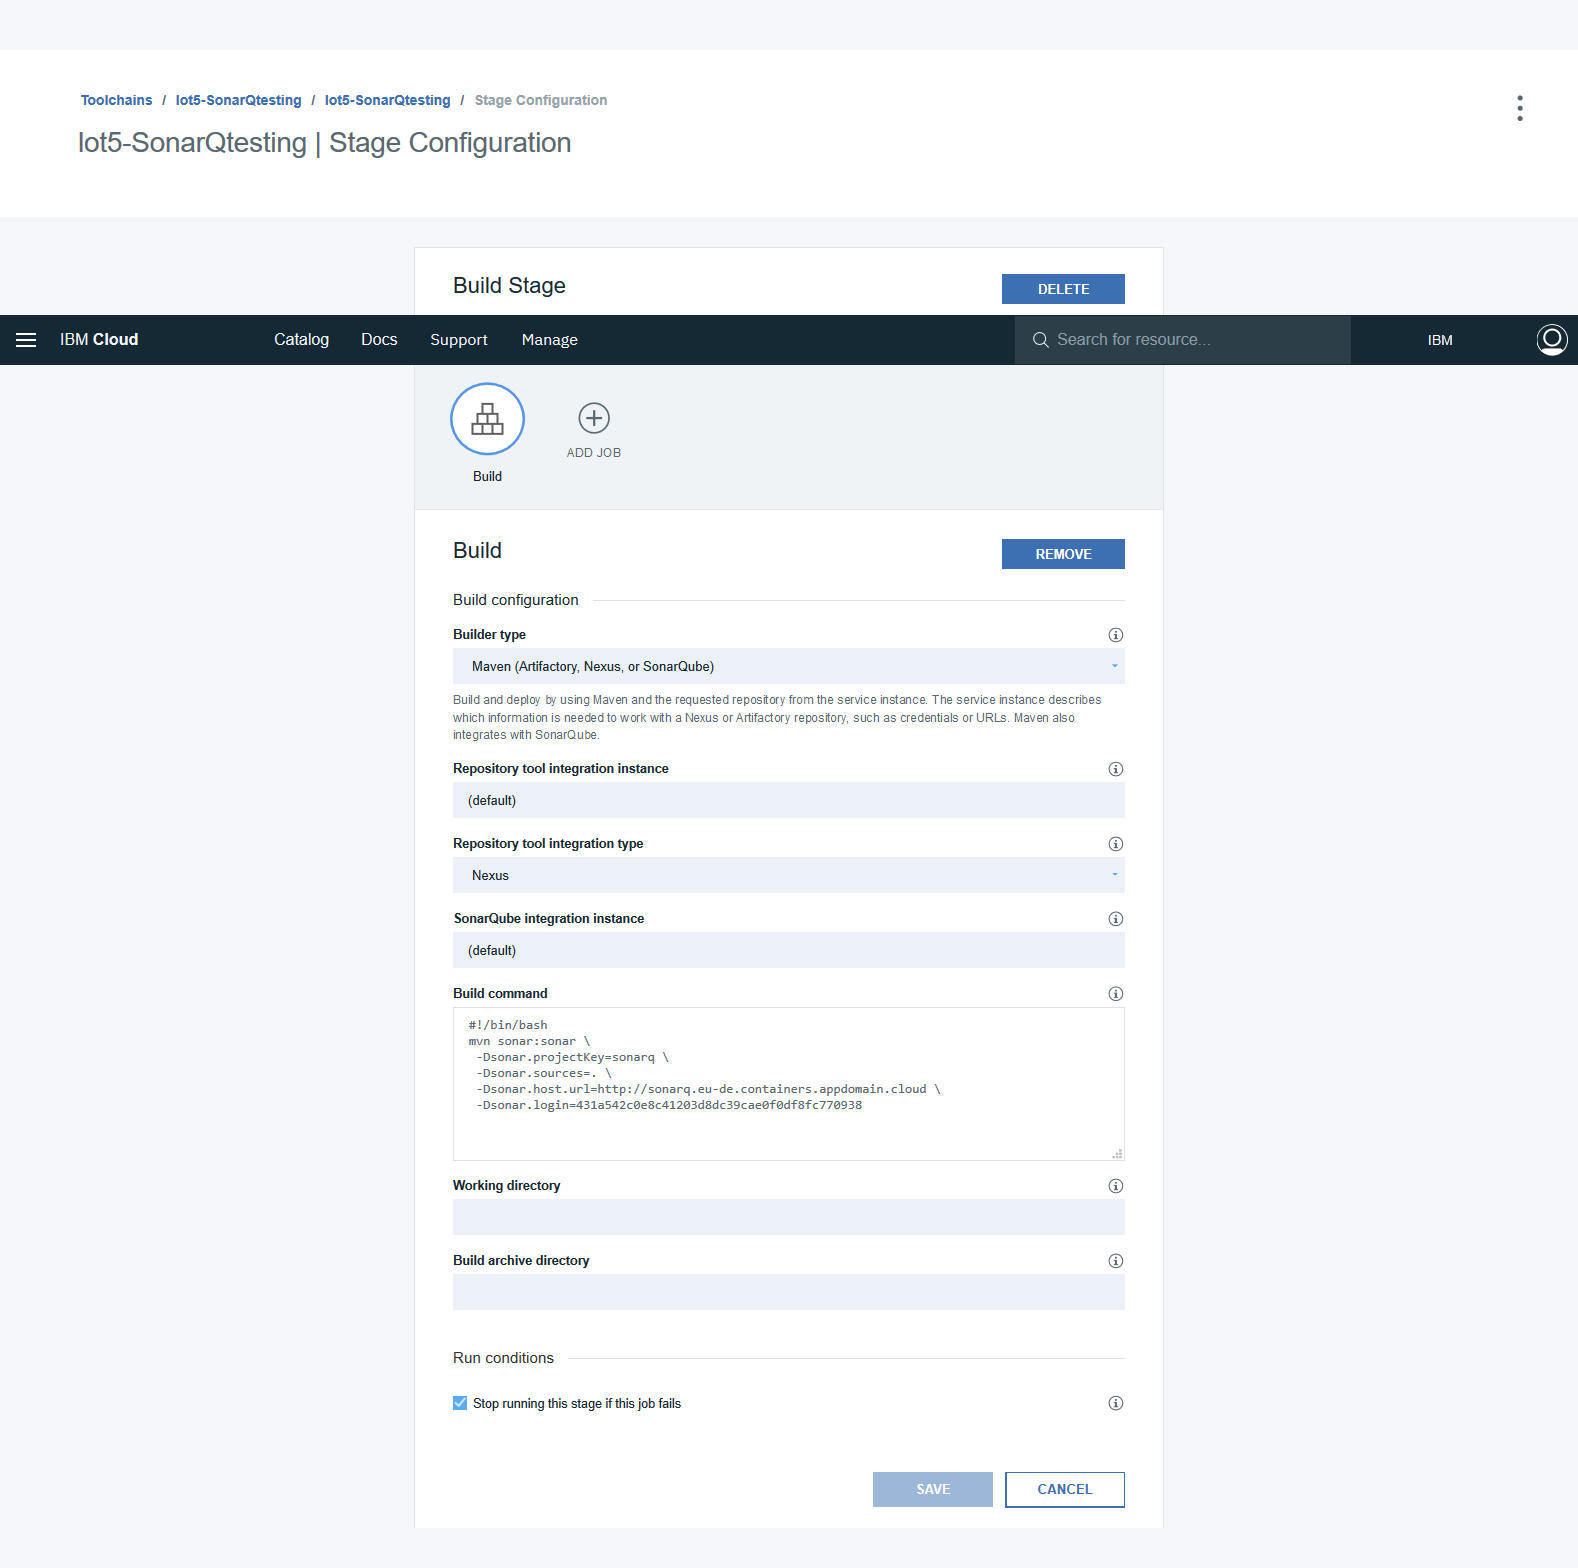 Toolchains / lot5-SonarQtesting / lot5-SonarQtesting / Stage Configuration
lot5-SonarQtesting | Stage Configuration
Build Stage
DELETE
IBM Cloud Catalog Docs Support Manage Search for resource... IBM
ADD JOB
Build
Build
REMOVE
Build configuration
Builder type
Maven (Artifactory, Nexus, or SonarQube)
Build and deploy by using Maven and the requested repository from the service instance. The service instance describes
which information is needed to work with a Nexus or Artifactory repository, such as credentials or URLs. Maven also
integrates with SonarQube.
Repository tool integration instance
(default)
Repository tool integration type
Nexus
SonarQube integration instance
(default)
Build command
#!/bin/bash
mvn sonar:sonar \
-Dsonar.projectKey=sonarq \
-Dsonar.sources=. \
-Dsonar.host.url=http://sonarq.eu-de.containers.appdomain.cloud \
-Dsonar.login=431a542c0e8c41203d8dc39cae0f0df8fc770938
Working directory
Build archive directory
Run conditions
Stop running this stage if this job fails
SAVE
CANCEL